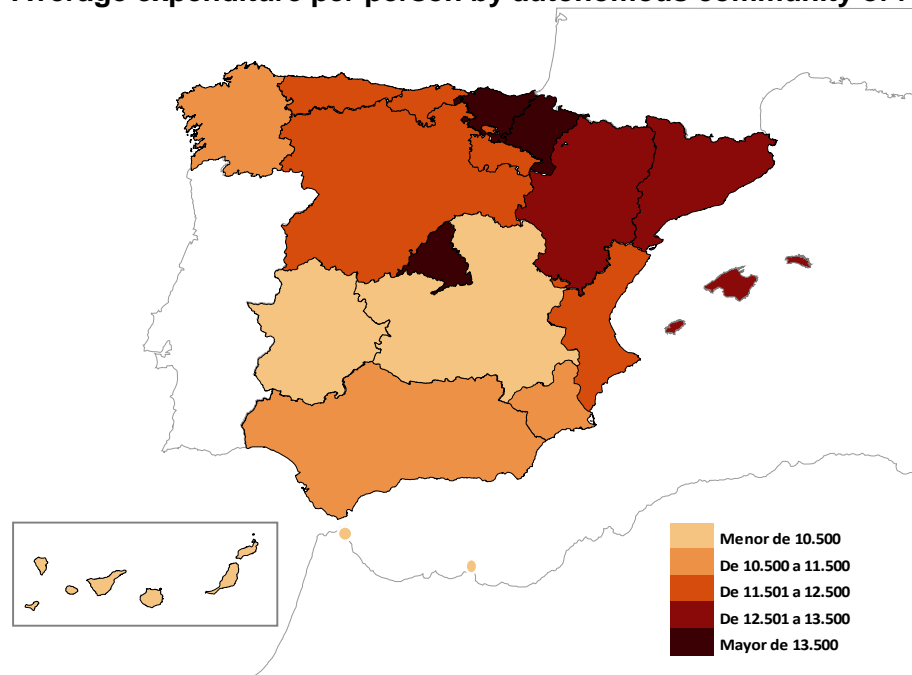 expenditure per person by autonomous community of
Menor de 10.500
De 10.500 a 11.500
De 11.501 a 12.500
De 12.501 a 13.500
Mayor de 13.500